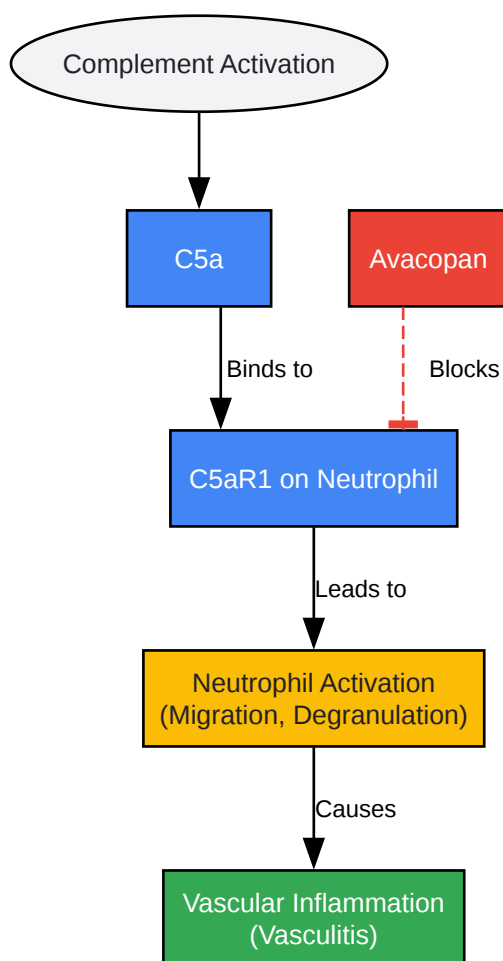 Complement Activation
C5a
Avacopan
Binds to
Blocks
C5aR1 on Neutrophil
Leads to
Neutrophil Activation
(Migration, Degranulation)
Causes
Vascular Inflammation
(Vasculitis)